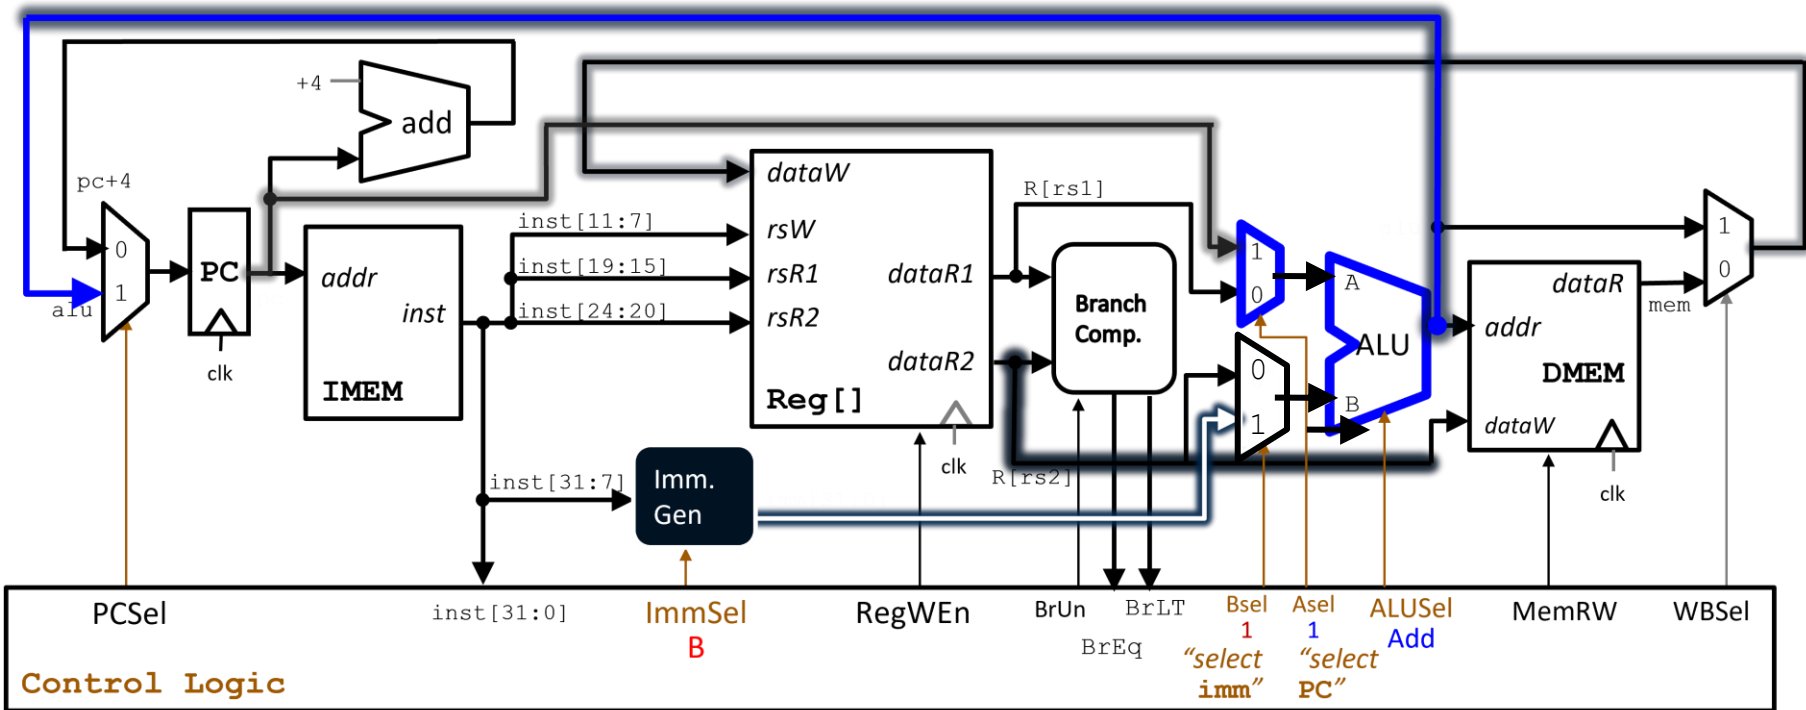 +4
add
pc+4
0
1
alu
PC
clk
addr
inst
IMEM
inst[11:7]
inst[19:15]
inst[24:20]
inst[31:7]
Imm.
Gen
dataW
rsW
rsR1
rsR2
dataR1
dataR2
Reg[]
clk
R[rs1]
R[rs2]
Branch
Comp.
1
0
0
1
A
B
ALU
addr
dataR
DMEM
dataW
clk
mem
1
0
PCSel
inst[31:0]
ImmSel
B
RegWEn
BrUn
BrEq
BrLT
Bsel
1
“select
imm”
Asel
1
“select
PC”
ALUSel
Add
MemRW
WBSel
Control Logic